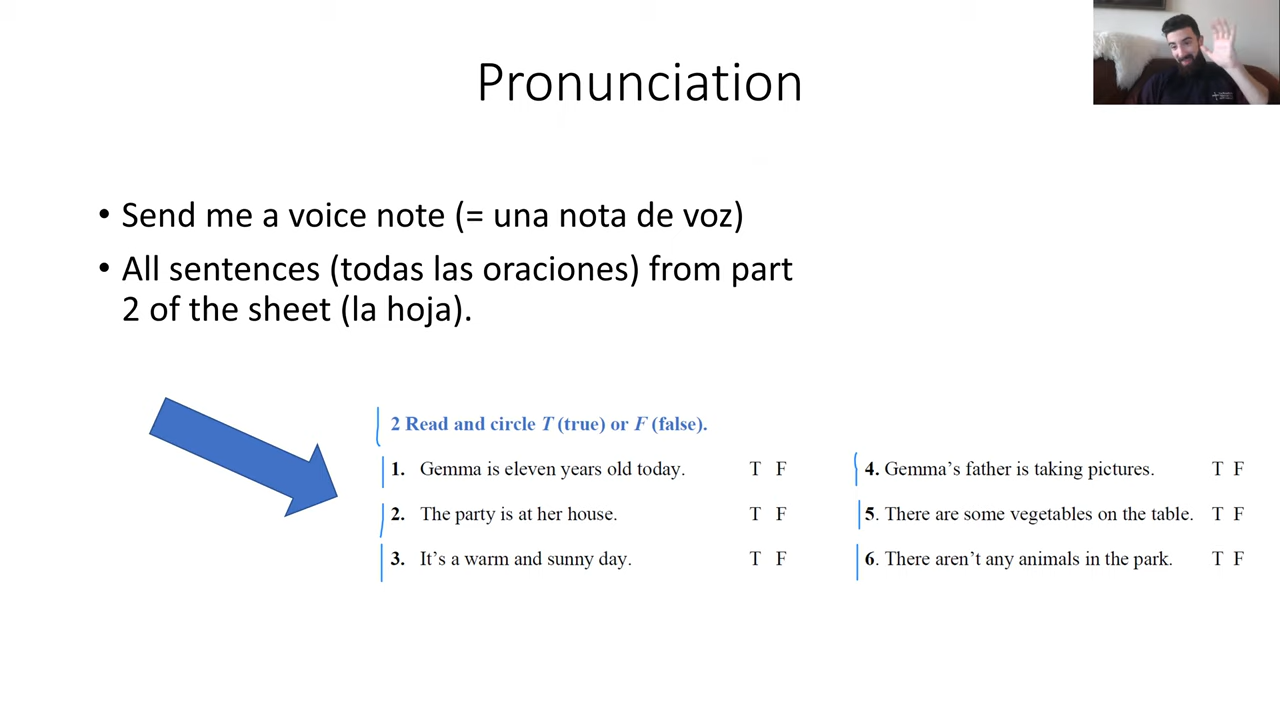 Pronunciation
• Send me a voice note (= una nota de voz)
• All sentences (todas las oraciones) from part
2 of the sheet (la hoja).
2 Read and circle T (true) or F (false).
1. Gemma is eleven years old today. T F
2. The party is at her house. T F
3. It’s a warm and sunny day. T F
4. Gemma’s father is taking pictures. T F
5. There are some vegetables on the table. T F
6. There aren’t any animals in the park. T F